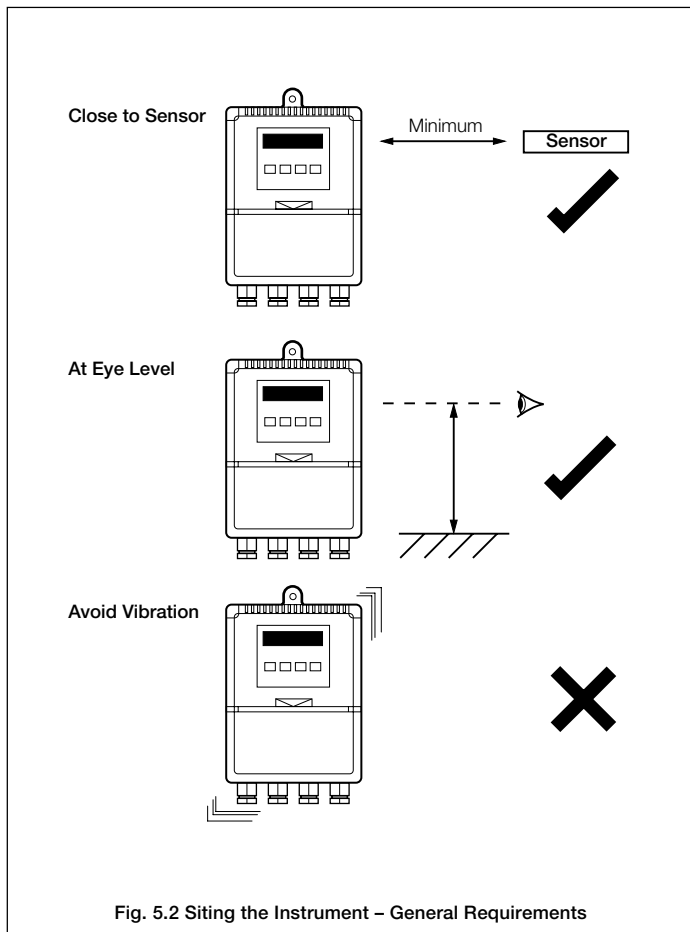 Close to Sensor
Minimum
Sensor
At Eye Level
Avoid Vibration
Fig. 5.2 Siting the Instrument – General Requirements